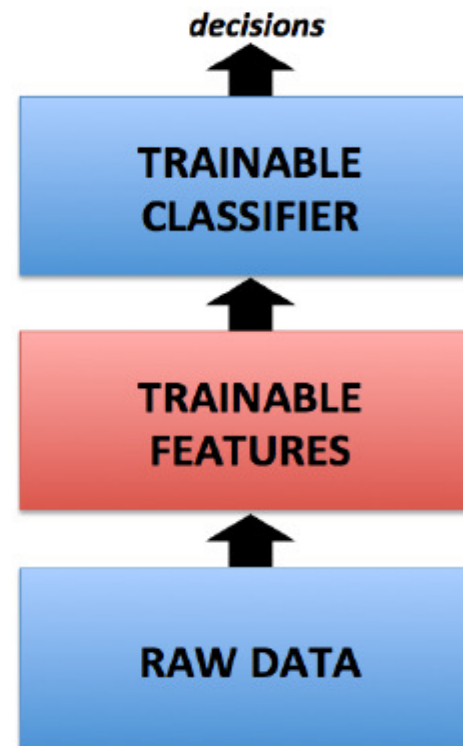 decisions
TRAINABLE
CLASSIFIER
TRAINABLE
FEATURES
RAW DATA